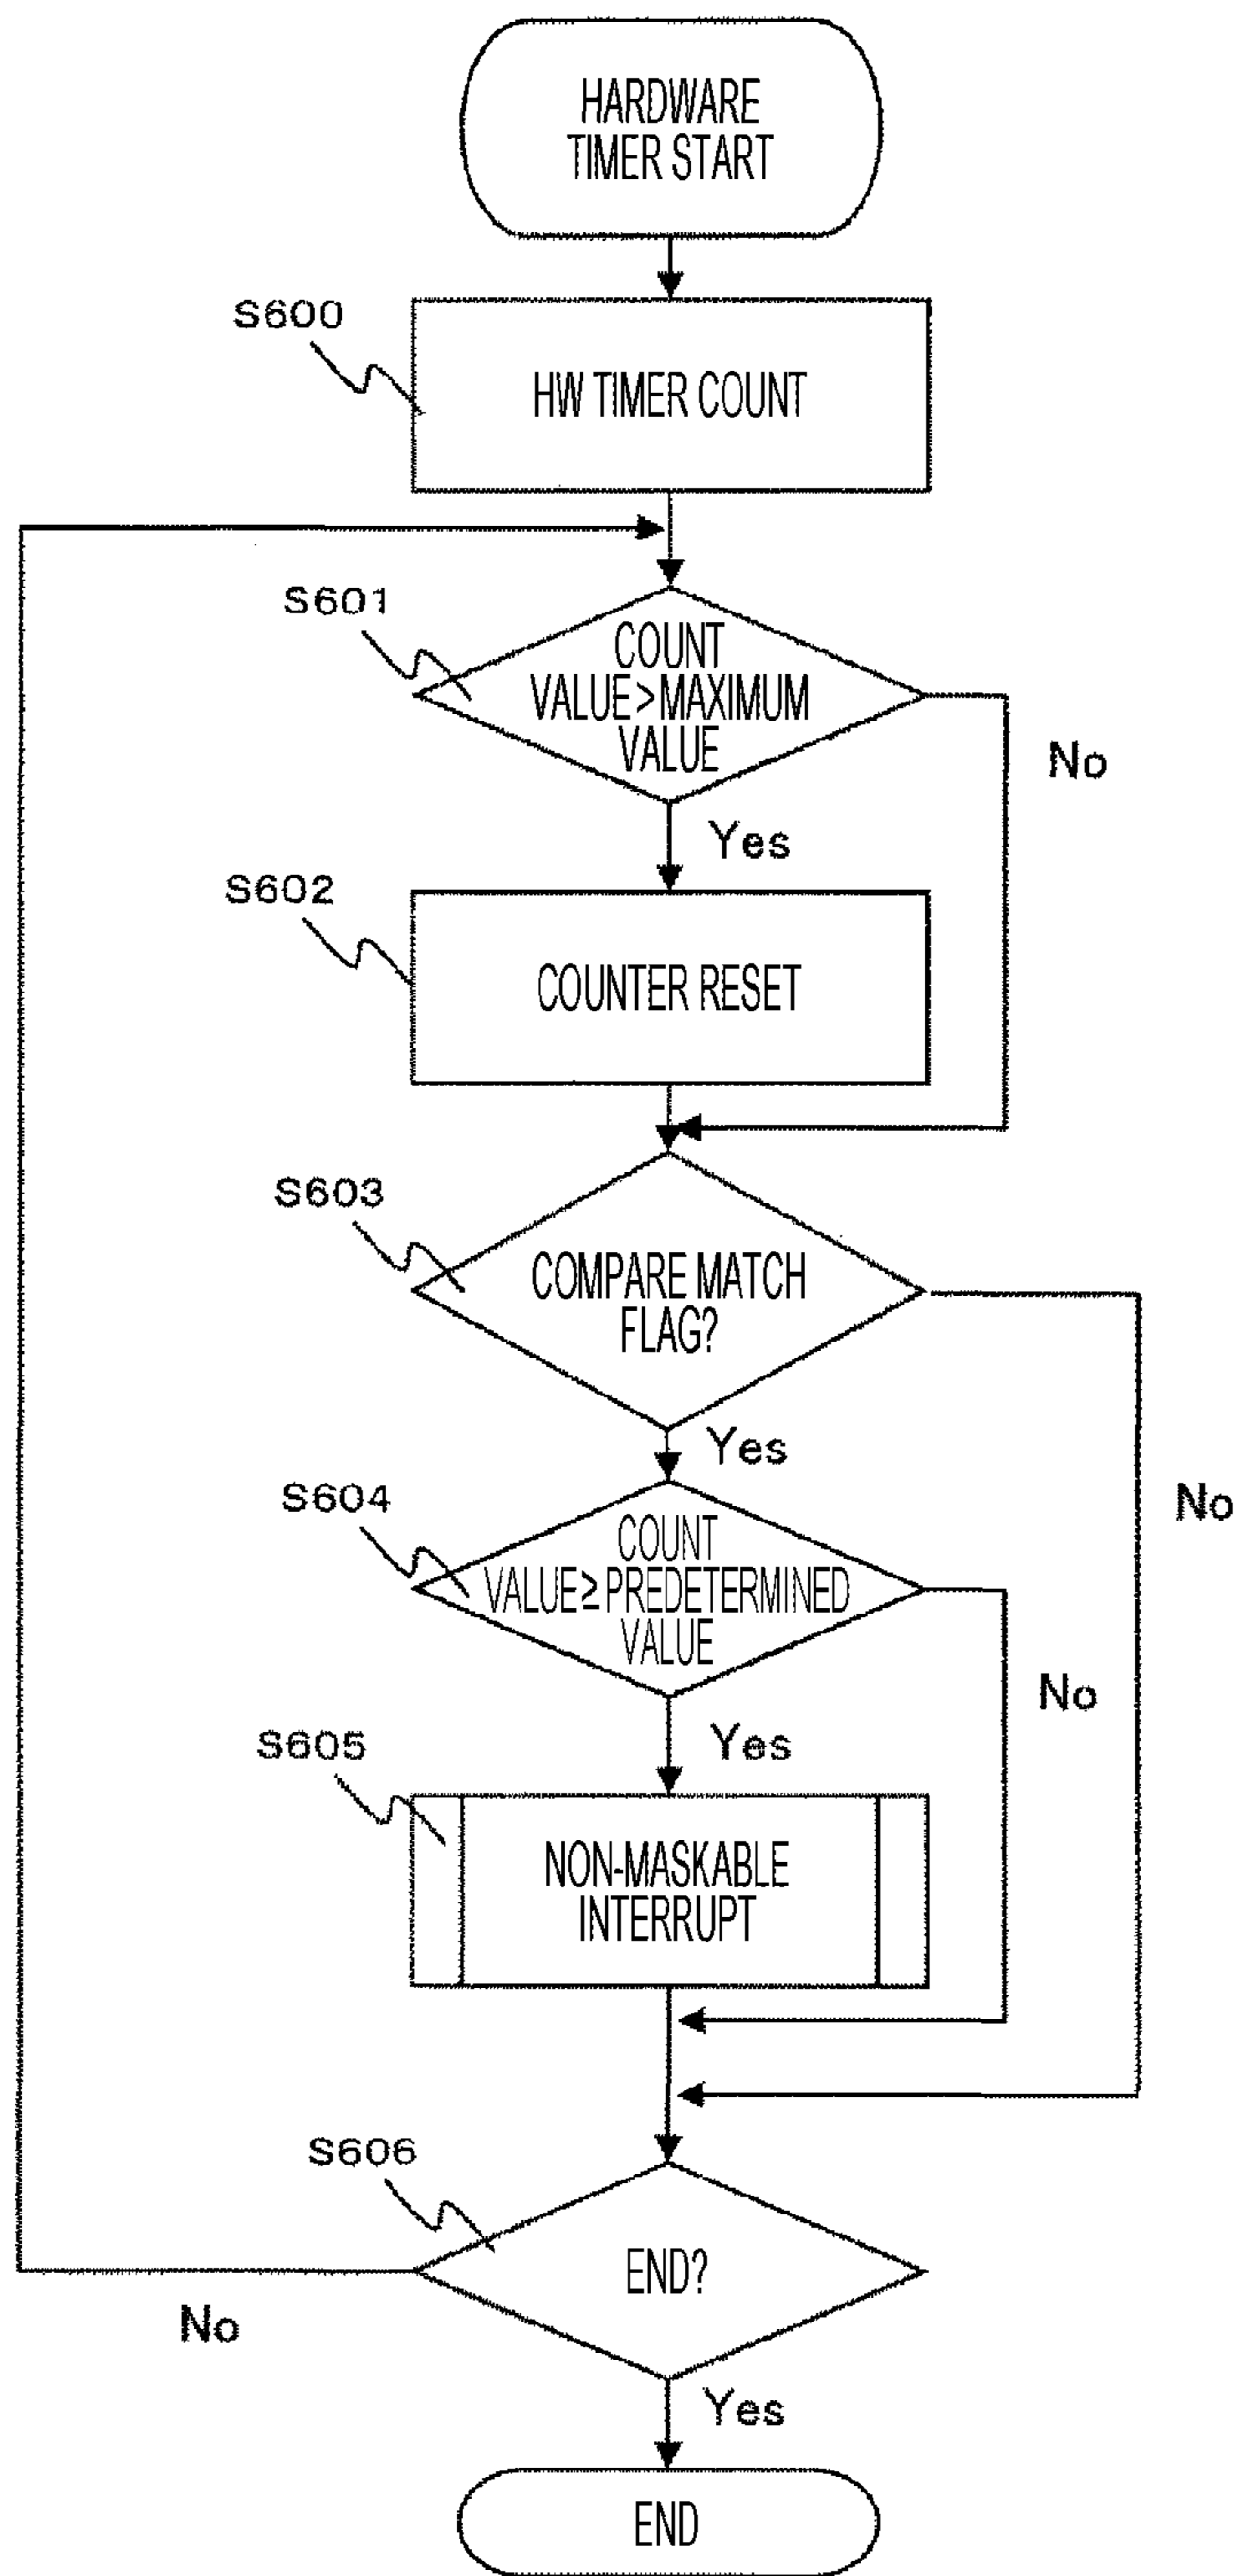 HARDWARE
TIMER START
S600
HW TIMER COUNT
S601
COUNT
VALUE>MAXIMUM
VALUE
No
Yes
S602
COUNTER RESET
S603
COMPARE MATCH
FLAG?
Yes
No
S604
COUNT
VALUE≥PREDETERMINED
VALUE
No
Yes
S605
NON-MASKABLE
INTERRUPT
S606
END?
No
Yes
END